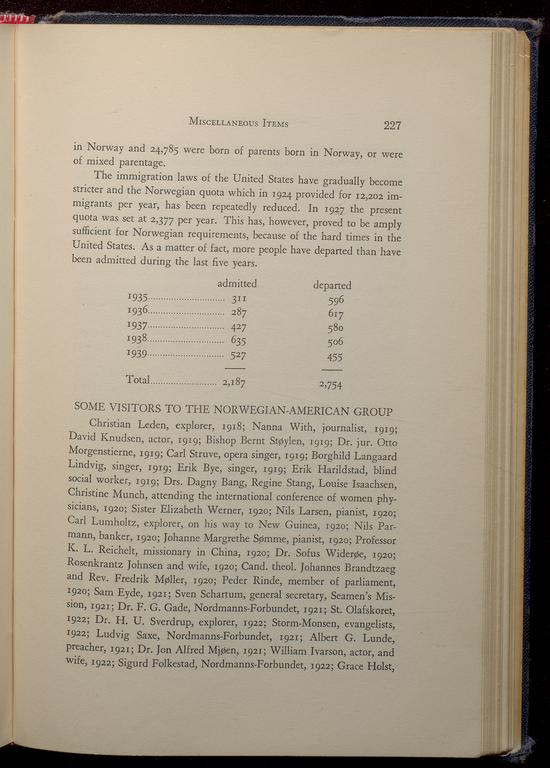 Miscellaneous Items 227
in Norway and 24,785 were born of parents born in Norway, or were
of mixed parentage.
The immigration laws of the United States have gradually become
stricter and the Norwegian quota which in 1924 provided for 12,202 im-
migrants per year, has been repeatedly reduced. In 1927 the present
quota was set at 2,377 per year. This has, however, proved to be amply
sufficient for Norwegian requirements, because of the hard times in the
United States. As a matter of fact, more people have departed than have
been admitted during the last five years.
admitted departed
1935............................ 311 596
1936............................ 287 617
1937............................ 427 580
1938............................ 635 506
1939............................ 527 455
Total........................ 2,187 2,754
SOME VISITORS TO THE NORWEGIAN-AMERICAN GROUP
Christian Leden, explorer, 1918; Nanna With, journalist, 1919;
David Knudsen, actor, 1919; Bishop Bernt Støylen, 1919; Dr. jur. Otto
Morgenstierne, 1919; Carl Struve, opera singer, 1919; Borghild Langaard
Lindvig, singer, 1919; Erik Bye, singer, 1919; Erik Harildstad, blind
social worker, 1919; Drs. Dagny Bang, Regine Stang, Louise Isaachsen,
Christine Munch, attending the international conference of women phy-
sicians, 1920; Sister Elizabeth Werner, 1920; Nils Larsen, pianist, 1920;
Carl Lumholtz, explorer, on his way to New Guinea, 1920; Nils Par-
mann, banker, 1920; Johanne Margrethe Sømme, pianist, 1920; Professor
K. L. Reichelt, missionary in China, 1920; Dr. Sofus Widerøe, 1920;
Rosenkrantz Johnsen and wife, 1920; Cand. theol. Johannes Brandtzaeg
and Rev. Fredrik Møller, 1920; Peder Rinde, member of parliament,
1920; Sam Eyde, 1921; Sven Schartum, general secretary, Seamen's Mis-
sion, 1921; Dr. F. G. Gade, Nordmanns-Forbundet, 1921; St. Olafskoret,
1922; Dr. H. U. Sverdrup, explorer, 1922; Storm-Monsen, evangelists,
1922; Ludvig Saxe, Nordmanns-Forbundet, 1921; Albert G. Lunde,
preacher, 1921; Dr. Jon Alfred Mjøen, 1921; William Ivarson, actor, and
wife, 1922; Sigurd Folkestad, Nordmanns-Forbundet, 1922; Grace Holst,